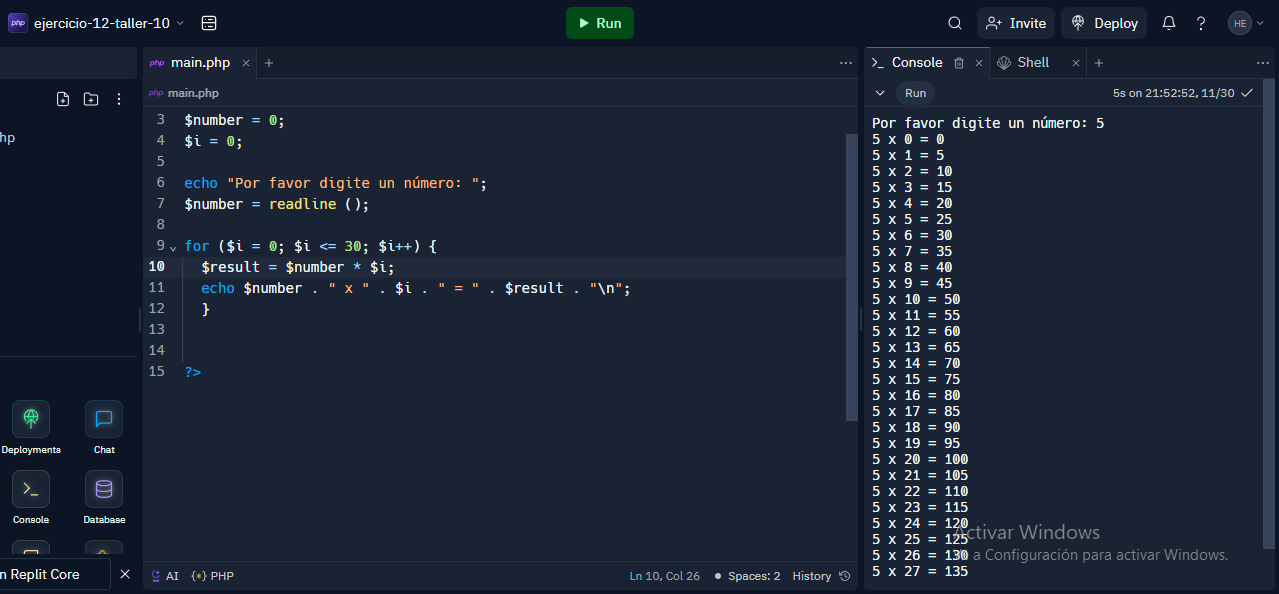 php ejercicio-12-taller-10
Run
Invite
Deploy
HE
php main.php
php main.php
hp
3 $number = 0;
4 $i = 0;
5
6 echo "Por favor digite un número: ";
7 $number = readline ();
8
9 for ($i = 0; $i <= 30; $i++) {
10 $result = $number * $i;
11 echo $number . " x " . $i . " = " . $result . "\n";
12 }
13
14
15 ?>
Deployments
Chat
Console
Database
n Replit Core
AI {*} PHP
Ln 10, Col 26 • Spaces: 2 History
Console
Shell
Run
5s on 21:52:52, 11/30
Por favor digite un número: 5
5 x 0 = 0
5 x 1 = 5
5 x 2 = 10
5 x 3 = 15
5 x 4 = 20
5 x 5 = 25
5 x 6 = 30
5 x 7 = 35
5 x 8 = 40
5 x 9 = 45
5 x 10 = 50
5 x 11 = 55
5 x 12 = 60
5 x 13 = 65
5 x 14 = 70
5 x 15 = 75
5 x 16 = 80
5 x 17 = 85
5 x 18 = 90
5 x 19 = 95
5 x 20 = 100
5 x 21 = 105
5 x 22 = 110
5 x 23 = 115
5 x 24 = 120
5 x 25 = 125
5 x 26 = 130
5 x 27 = 135
Activar Windows
a Configuración para activar Windows.